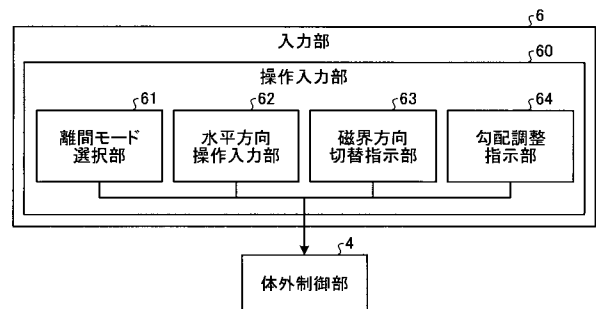 6
入力部
60
操作入力部
61
62
63
64
離間モード
選択部
水平方向
操作入力部
磁界方向
切替指示部
勾配調整
指示部
4
体外制御部